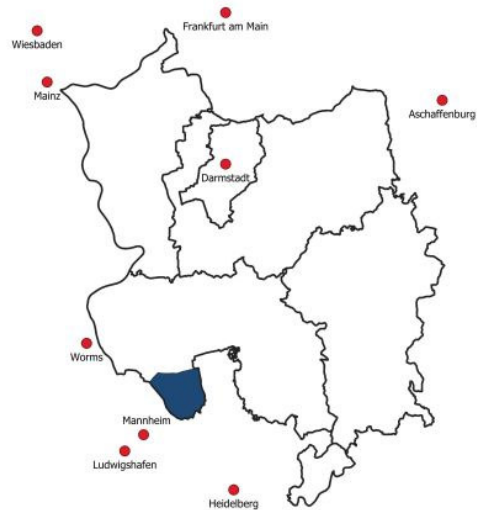 Frankfurt am Main
Wiesbaden
Mainz
Aschaffenburg
Darmstadt
Worms
Mannheim
Ludwigshafen
Heidelberg